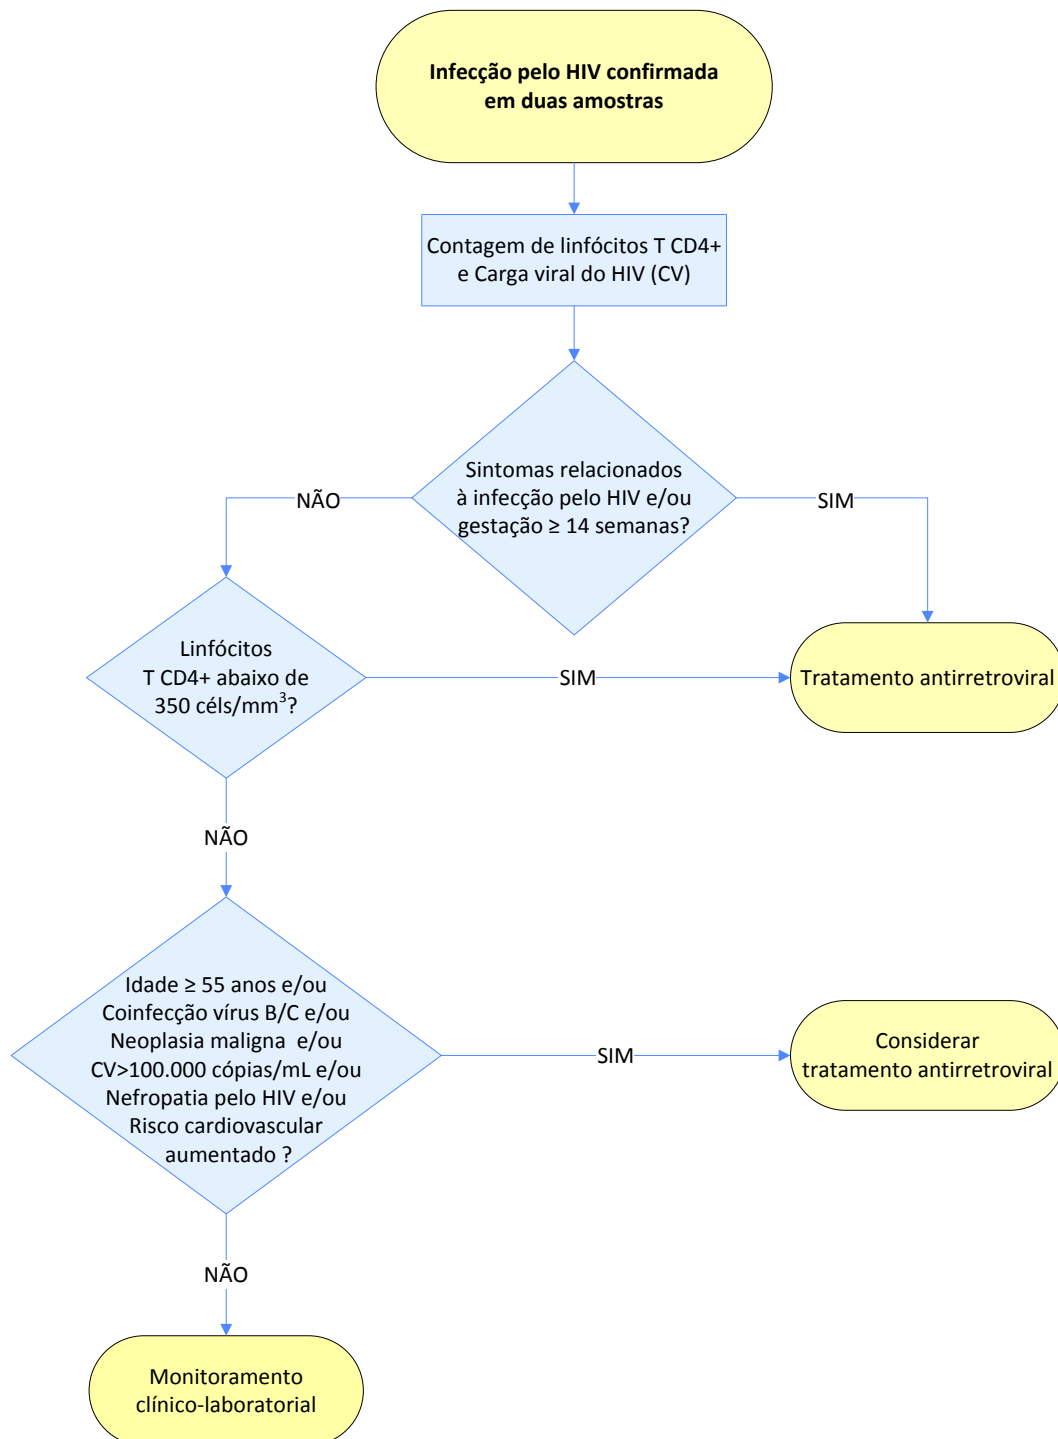 Infecção pelo HIV confirmada
em duas amostras
Contagem de linfócitos T CD4+
e Carga viral do HIV (CV)
Sintomas relacionados
à infecção pelo HIV e/ou
gestação ≥ 14 semanas?
NÃO
SIM
Linfócitos
T CD4+ abaixo de
350 céls/mm³?
SIM
Tratamento antirretroviral
NÃO
Idade ≥ 55 anos e/ou
Coinfecção vírus B/C e/ou
Neoplasia maligna e/ou
CV>100.000 cópias/mL e/ou
Nefropatia pelo HIV e/ou
Risco cardiovascular
aumentado ?
SIM
Considerar
tratamento antirretroviral
NÃO
Monitoramento
clínico-laboratorial